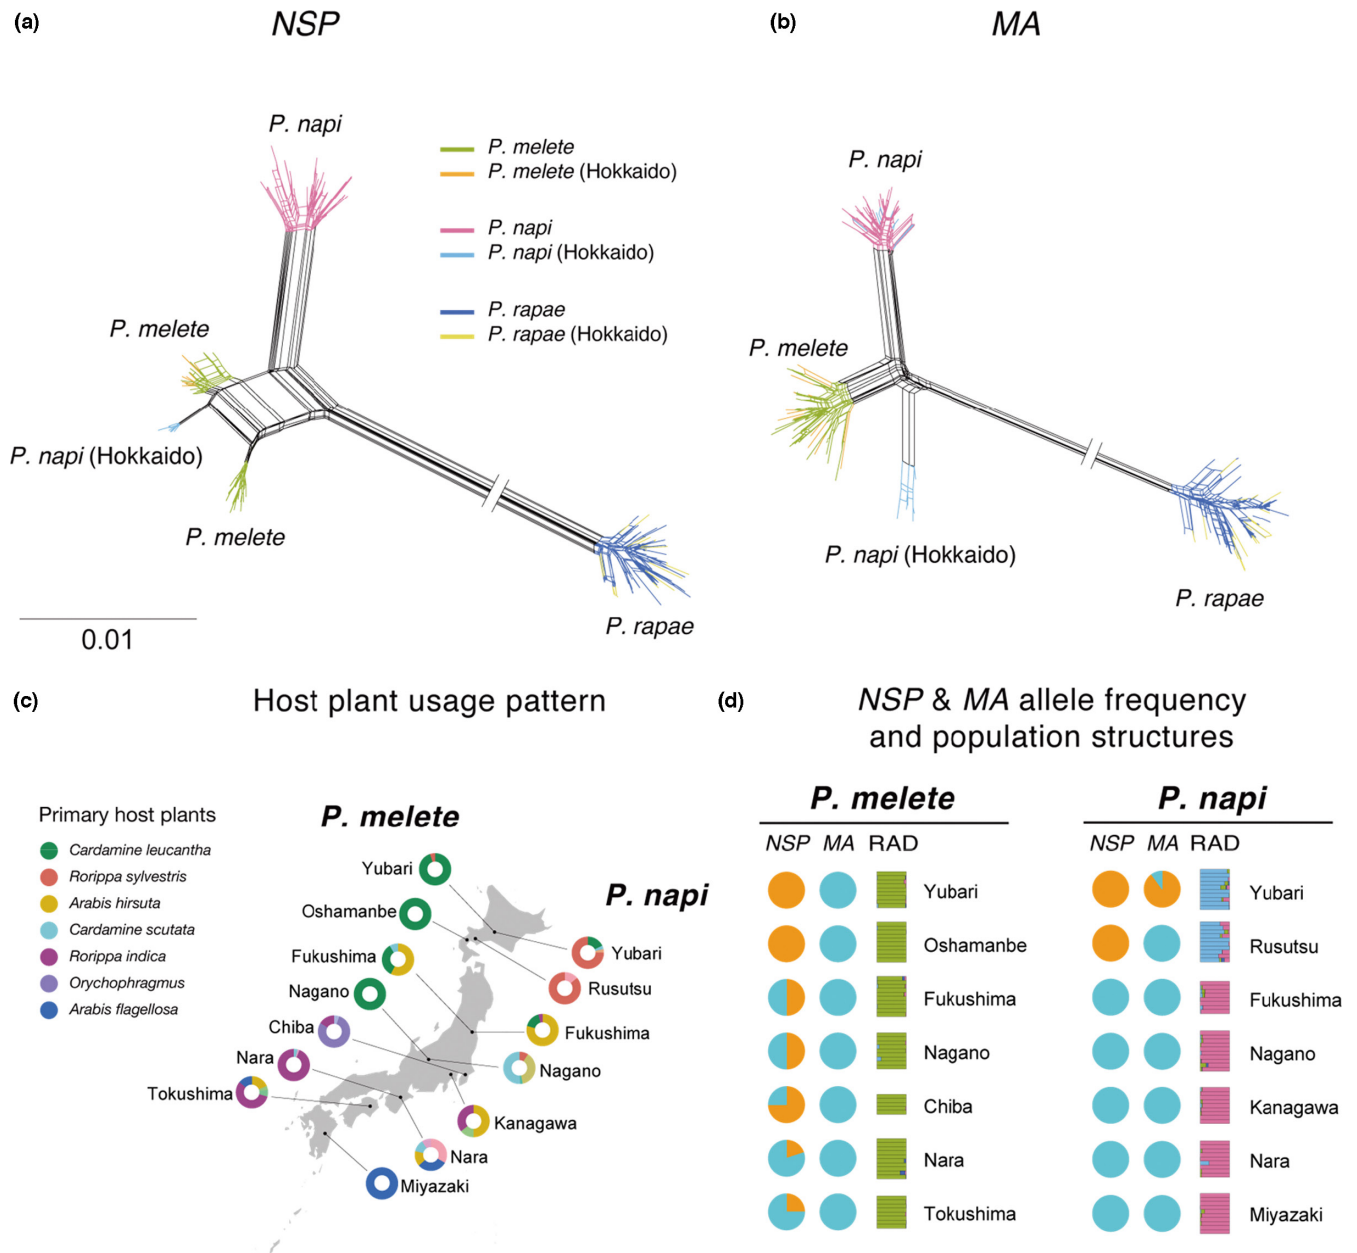 (a)
NSP
P. napi
P. melete
P. melete (Hokkaido)
P. napi
P. napi (Hokkaido)
P. rapae
P. rapae (Hokkaido)
P. melete
P. napi (Hokkaido)
P. melete
P. rapae
0.01
(b)
MA
P. napi
P. melete
P. napi (Hokkaido)
P. rapae
(c)
Host plant usage pattern
Primary host plants
Cardamine leucantha
Rorippa sylvestris
Arabis hirsuta
Cardamine scutata
Rorippa indica
Orychophragmus
Arabis flagellosa
P. melete
Yubari
Oshamanbe
Fukushima
Nagano
Chiba
Nara
Tokushima
P. napi
Yubari
Rusutsu
Fukushima
Nagano
Kanagawa
Nara
Miyazaki
(d)
NSP & MA allele frequency
and population structures
P. melete
NSP MA RAD
Yubari
Oshamanbe
Fukushima
Nagano
Chiba
Nara
Tokushima
P. napi
NSP MA RAD
Yubari
Rusutsu
Fukushima
Nagano
Kanagawa
Nara
Miyazaki